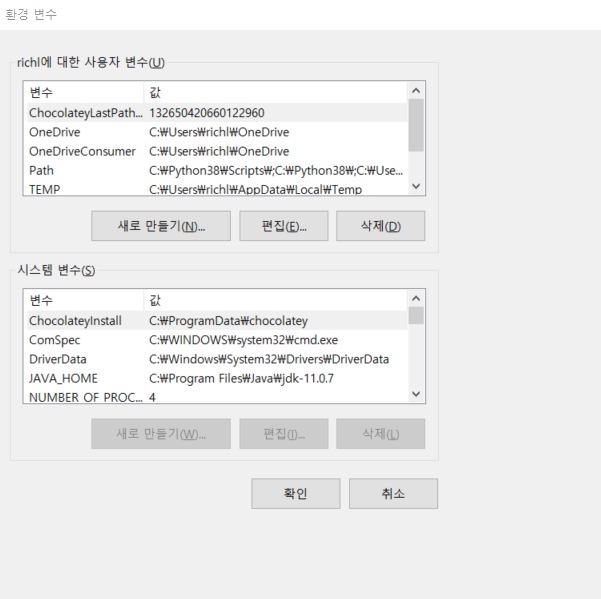 환경 변수
richl에 대한 사용자 변수(U)
변수 값
ChocolateyLastPath... 132650420660122960
OneDrive C:₩Users₩richl₩OneDrive
OneDriveConsumer C:₩Users₩richl₩OneDrive
Path C:₩Python38₩Scripts₩;C:₩Python38₩;C:₩Use...
TEMP C:₩Users₩richl₩AppData₩Local₩Temp
새로 만들기(N)... 편집(E)... 삭제(D)
시스템 변수(S)
변수 값
ChocolateyInstall C:₩ProgramData₩chocolatey
ComSpec C:₩WINDOWS₩system32₩cmd.exe
DriverData C:₩Windows₩System32₩Drivers₩DriverData
JAVA_HOME C:₩Program Files₩Java₩jdk-11.0.7
NUMBER OF PROC... 4
새로 만들기(W)... 편집(I)... 삭제(L)
확인 취소